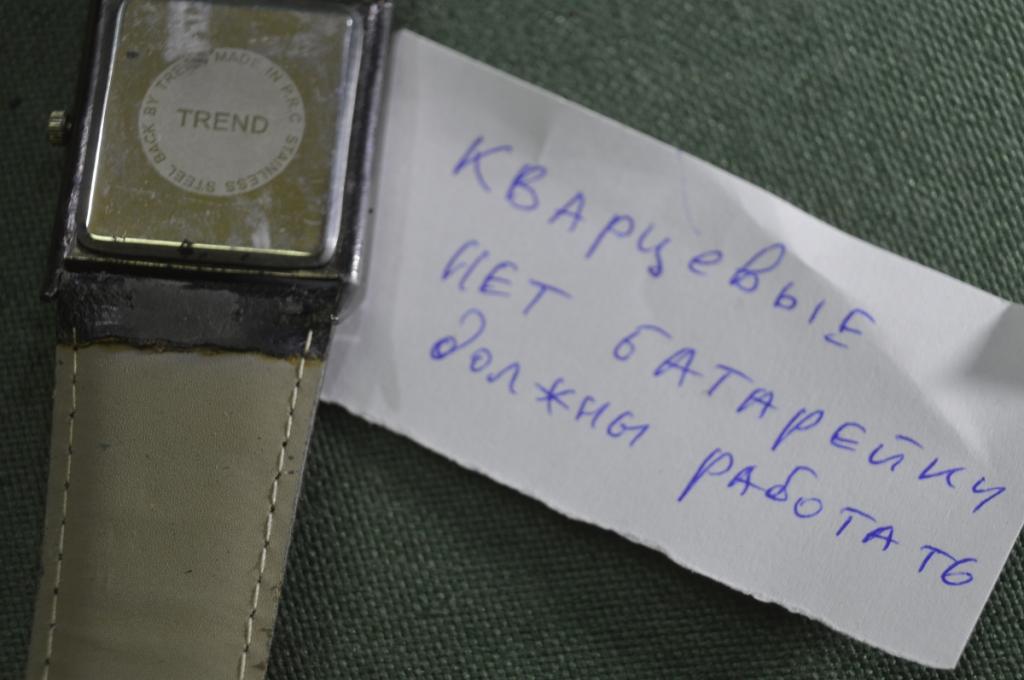 TREND
STAINLESS STEEL BACK BY TREND MADE IN P.R.C
КВАРЦЕВЫЕ
НЕТ БАТАРЕЙКИ
ДОЛЖНЫ РАБОТАТЬ